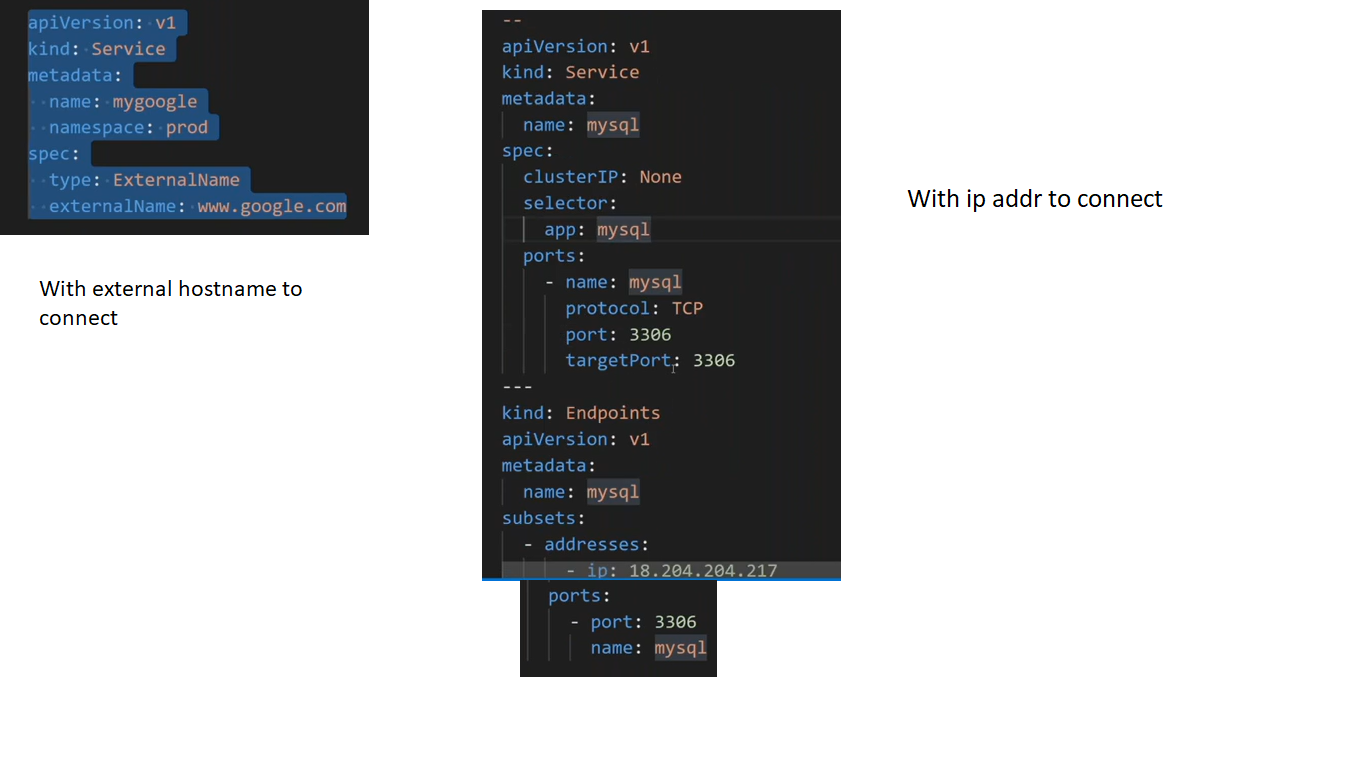 apiVersion: v1
kind: Service
metadata:
  name: mygoogle
  namespace: prod
spec:
  type: ExternalName
  externalName: www.google.com
With external hostname to
connect
--
apiVersion: v1
kind: Service
metadata:
  name: mysql
spec:
  clusterIP: None
  selector:
    app: mysql
  ports:
    - name: mysql
      protocol: TCP
      port: 3306
      targetPort: 3306
---
kind: Endpoints
apiVersion: v1
metadata:
  name: mysql
subsets:
  - addresses:
      - ip: 18.204.204.217
    ports:
      - port: 3306
        name: mysql
With ip addr to connect